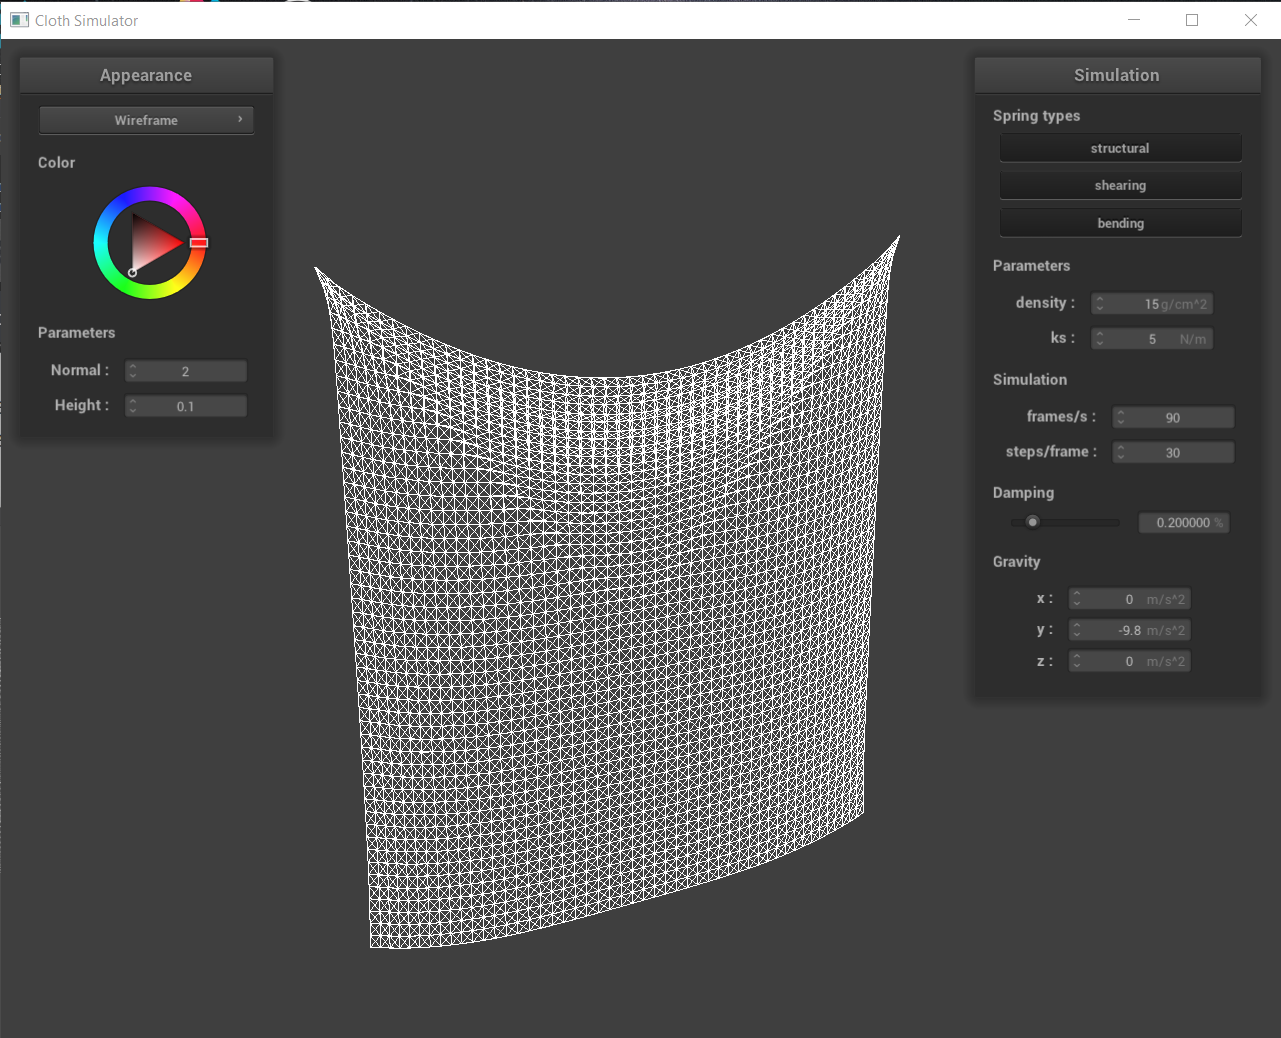 Cloth Simulator
Appearance
Wireframe
Color
Parameters
Normal : 2
Height : 0.1
Simulation
Spring types
structural
shearing
bending
Parameters
density : 15 g/cm^2
ks : 5 N/m
Simulation
frames/s : 90
steps/frame : 30
Damping
0.200000 %
Gravity
x : 0 m/s^2
y : -9.8 m/s^2
z : 0 m/s^2